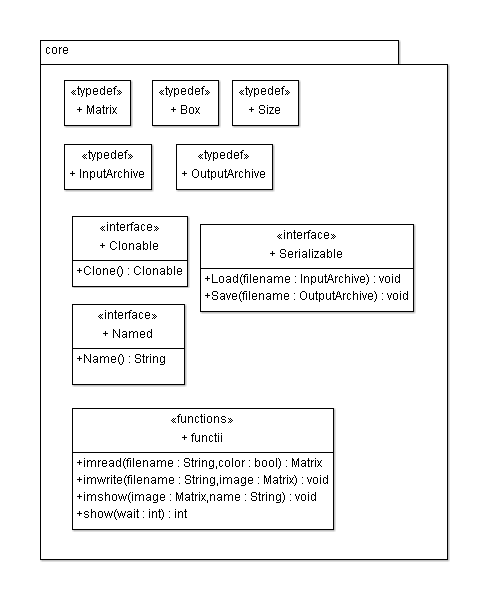 core
«typedef»
+ Matrix
«typedef»
+ Box
«typedef»
+ Size
«typedef»
+ InputArchive
«typedef»
+ OutputArchive
«interface»
+ Clonable
+Clone() : Clonable
«interface»
+ Serializable
+Load(filename : InputArchive) : void
+Save(filename : OutputArchive) : void
«interface»
+ Named
+Name() : String
«functions»
+ functii
+imread(filename : String,color : bool) : Matrix
+imwrite(filename : String,image : Matrix) : void
+imshow(image : Matrix,name : String) : void
+show(wait : int) : int